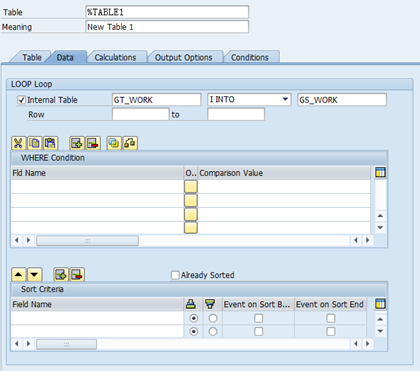 Table %TABLE1
Meaning New Table 1
Table Data Calculations Output Options Conditions
LOOP Loop
Internal Table GT_WORK I INTO GS_WORK
Row to
WHERE Condition
Fld Name O.. Comparison Value
Already Sorted
Sort Criteria
Field Name Event on Sort B... Event on Sort End